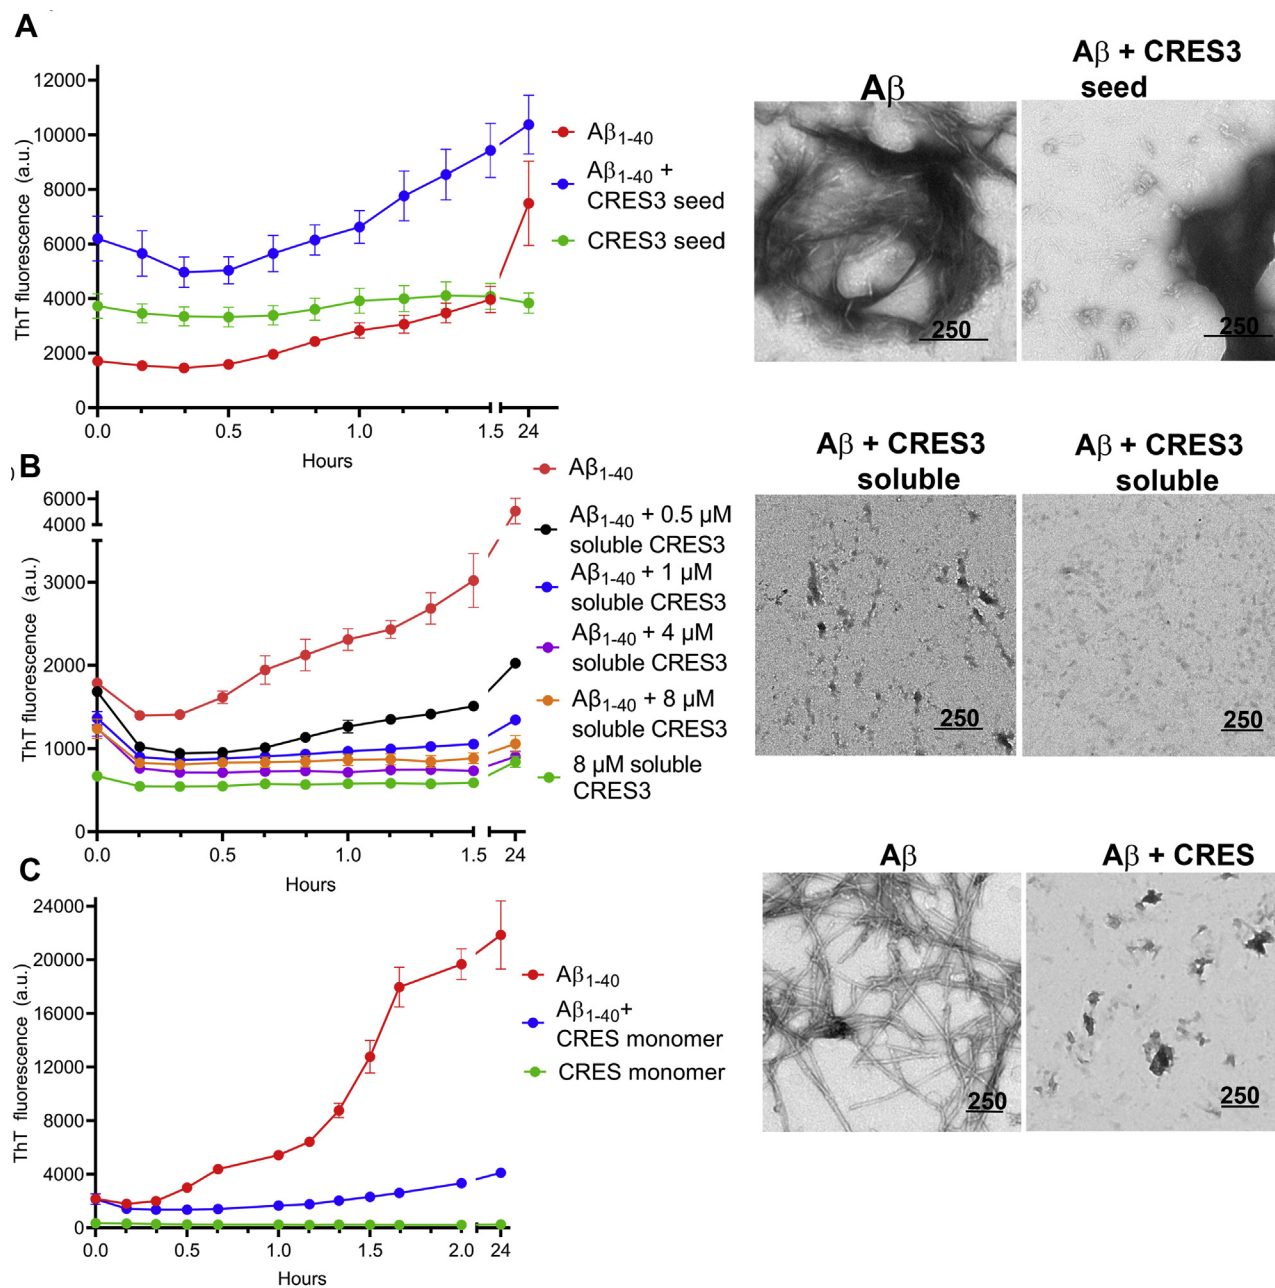 A
12000
10000
8000
6000
4000
2000
0
ThT fluorescence (a.u.)
0.0 0.5 1.0 1.5 24
Hours
Aβ1-40
Aβ1-40 +
CRES3 seed
CRES3 seed
Aβ
250
Aβ + CRES3
seed
250
B
6000
4000
3000
2000
1000
0
ThT fluorescence (a.u.)
0.0 0.5 1.0 1.5 24
Hours
Aβ1-40
Aβ1-40 + 0.5 µM
soluble CRES3
Aβ1-40 + 1 µM
soluble CRES3
Aβ1-40 + 4 µM
soluble CRES3
Aβ1-40 + 8 µM
soluble CRES3
8 µM soluble
CRES3
Aβ + CRES3
soluble
250
Aβ + CRES3
soluble
250
C
24000
20000
16000
12000
8000
4000
0
ThT fluorescence (a.u.)
0.0 0.5 1.0 1.5 2.0 24
Hours
Aβ1-40
Aβ1-40+
CRES monomer
CRES monomer
Aβ
250
Aβ + CRES
250